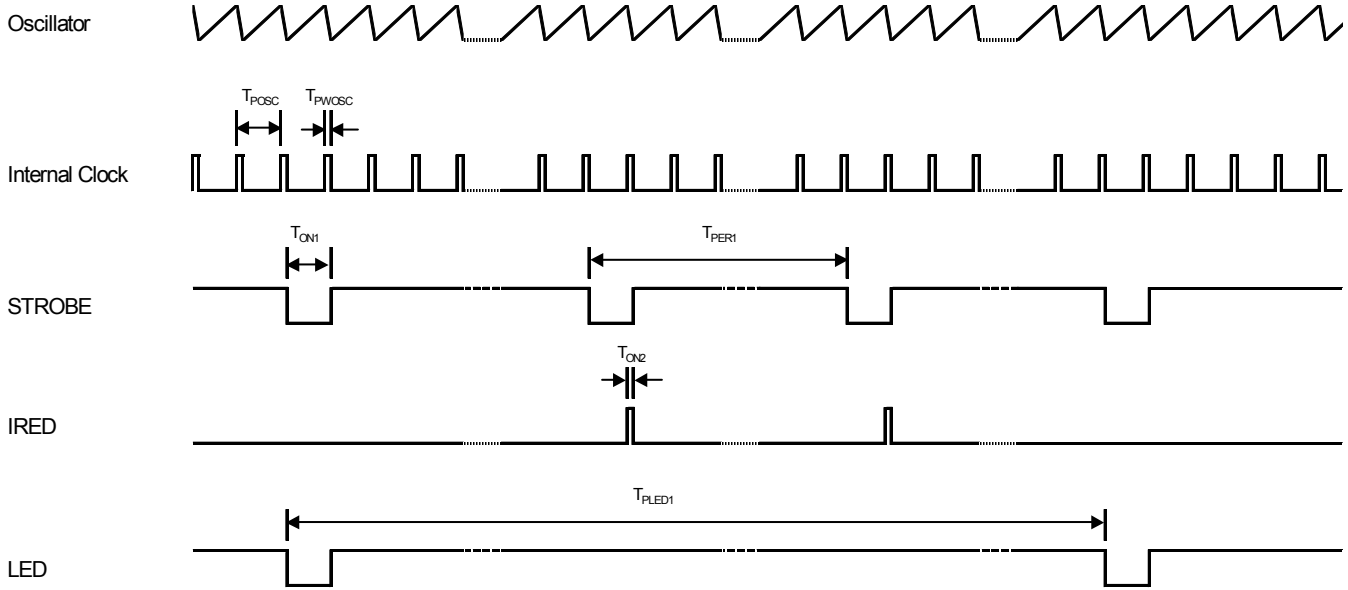 Oscillator
TPOSC TPWOSC
Internal Clock
TON1 TPER1
STROBE
TON2
IRED
TPLED1
LED